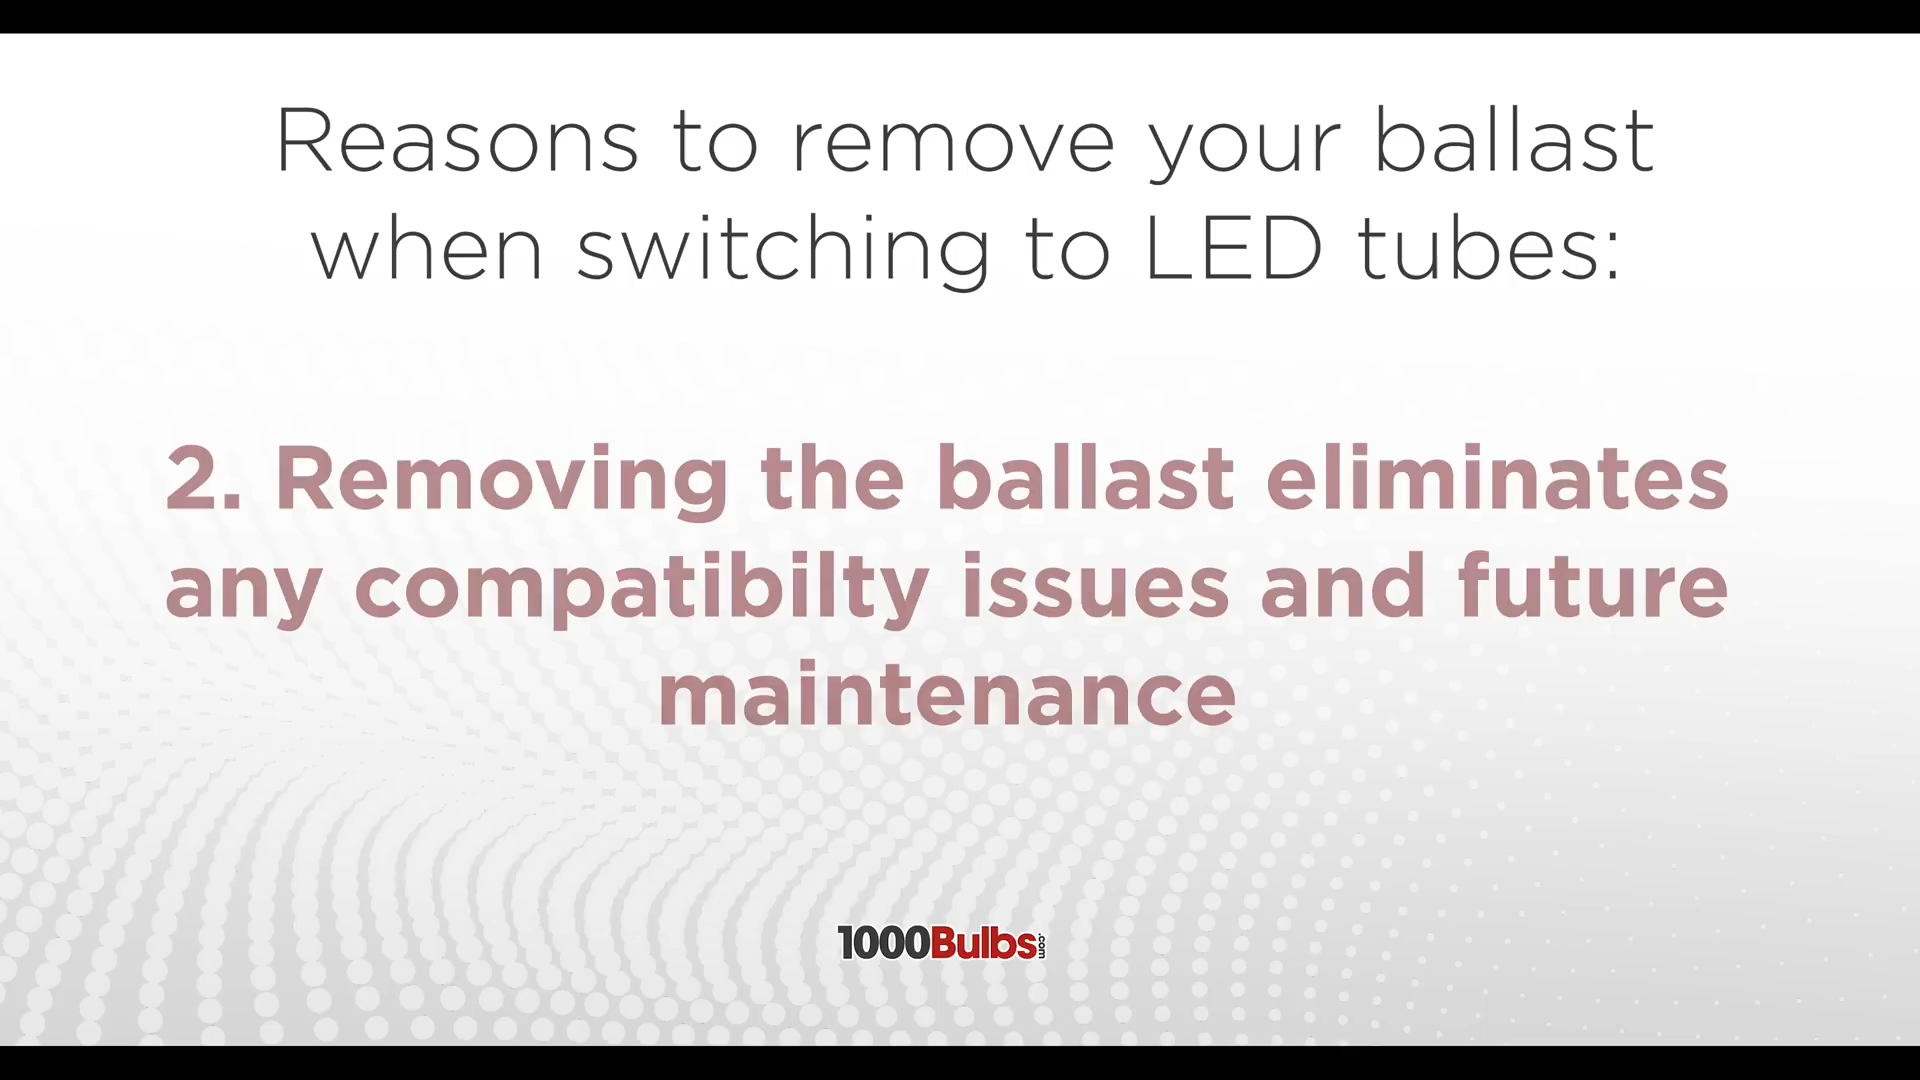 Reasons to remove your ballast
when switching to LED tubes:
2. Removing the ballast eliminates
any compatibilty issues and future
maintenance
1000Bulbs.com